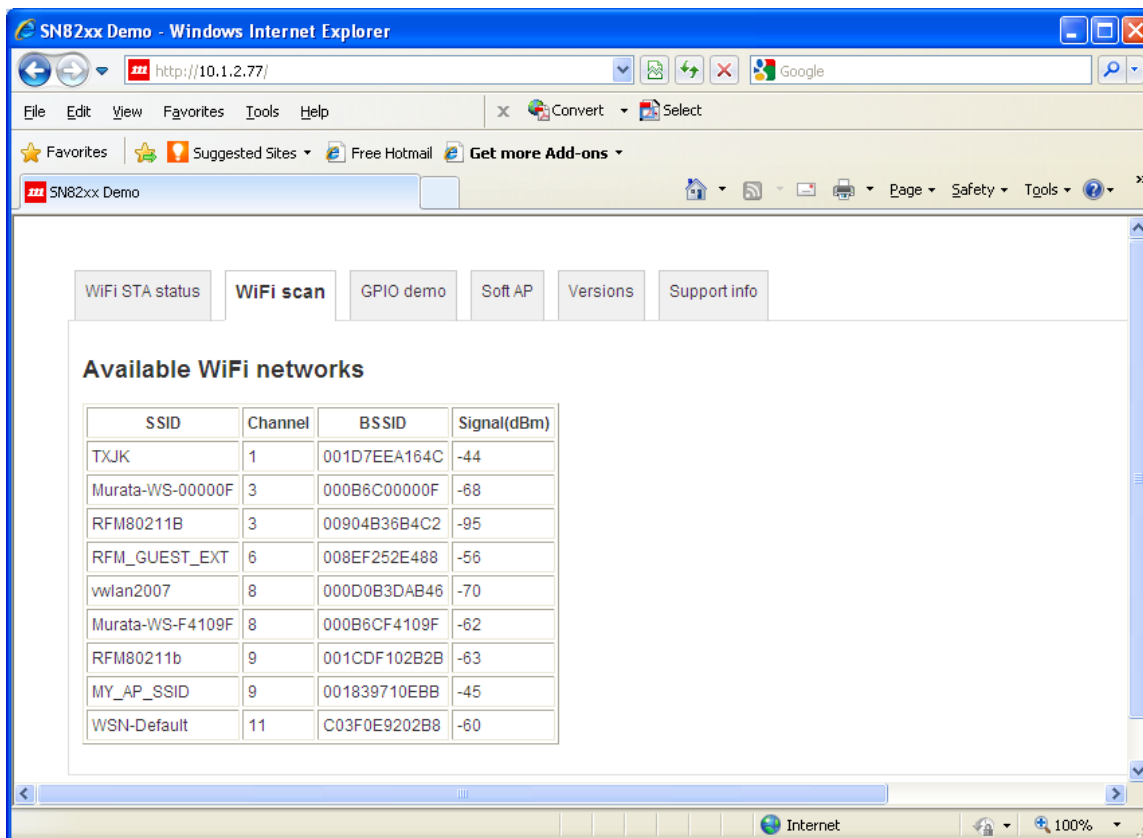 SN82xx Demo - Windows Internet Explorer
http://10.1.2.77/ Google
File Edit View Favorites Tools Help x Convert Select
Favorites Suggested Sites Free Hotmail Get more Add-ons
SN82xx Demo Page Safety Tools
WiFi STA status WiFi scan GPIO demo Soft AP Versions Support info
Available WiFi networks
SSID Channel BSSID Signal(dBm)
TXJK 1 001D7EEA164C -44
Murata-WS-00000F 3 000B6C00000F -68
RFM80211B 3 00904B36B4C2 -95
RFM_GUEST_EXT 6 008EF252E488 -56
vwlan2007 8 000D0B3DAB46 -70
Murata-WS-F4109F 8 000B6CF4109F -62
RFM80211b 9 001CDF102B2B -63
MY_AP_SSID 9 001839710EBB -45
WSN-Default 11 C03F0E9202B8 -60
Internet 100%